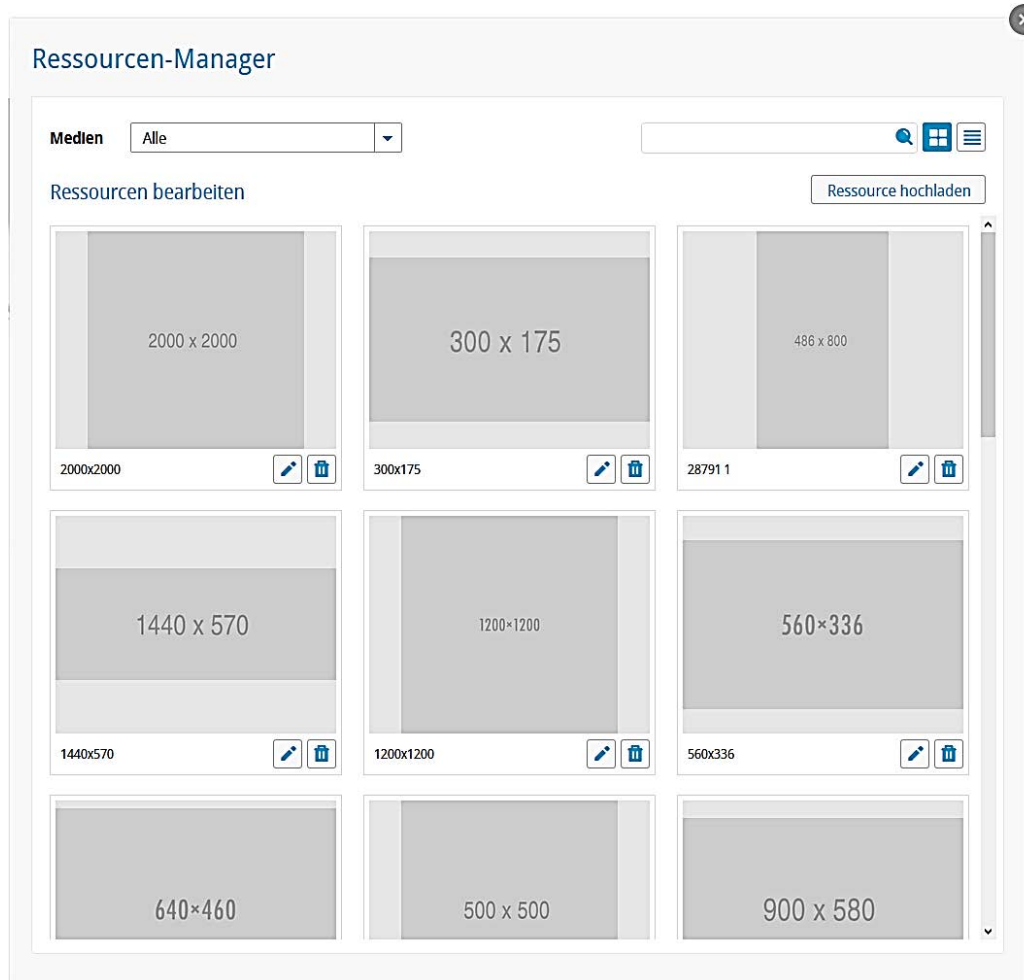 Ressourcen-Manager
Medien Alle
Ressourcen bearbeiten Ressource hochladen
2000 x 2000 300 x 175 486 x 800
2000x2000 300x175 28791 1
1440 x 570 1200×1200 560×336
1440x570 1200x1200 560x336
640×460 500 x 500 900 x 580